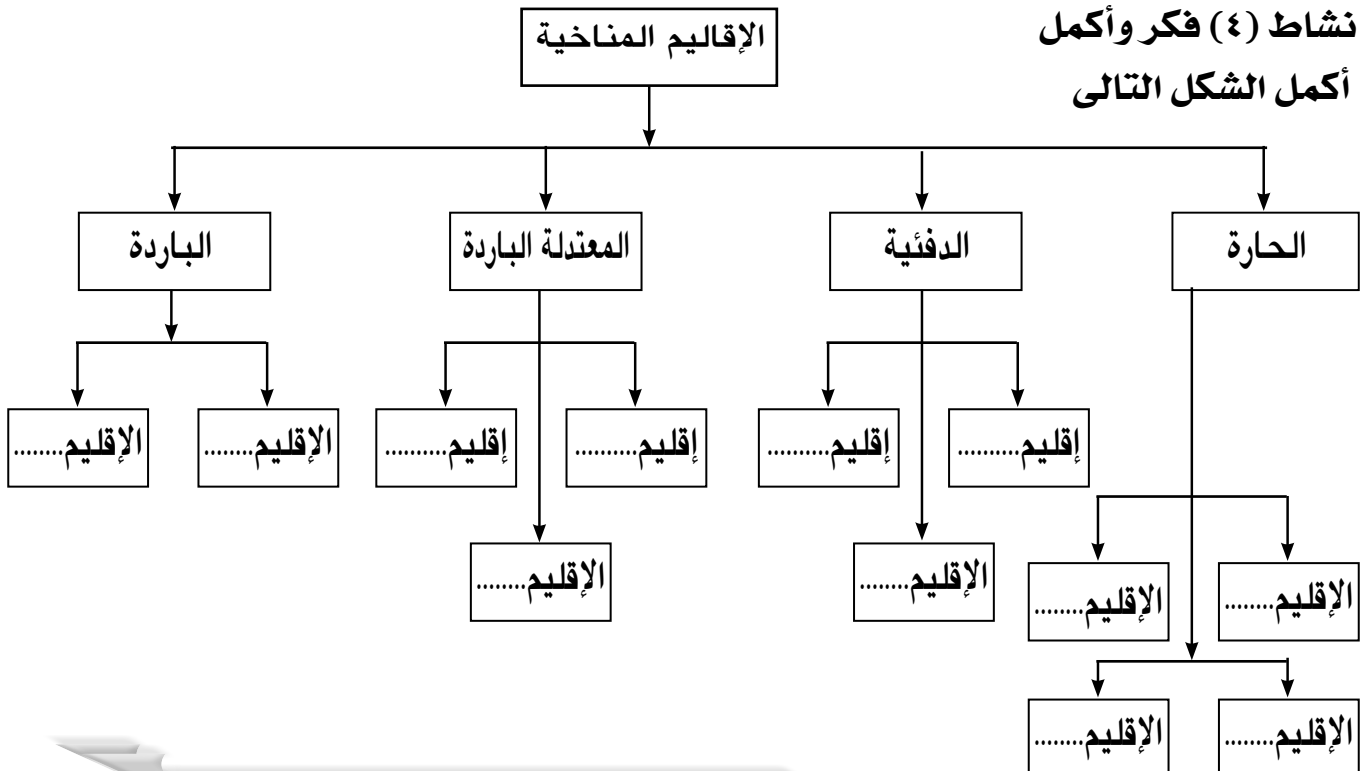 نشاط (٤) فكر وأكمل
أكمل الشكل التالى
الإقاليم المناخية
الحارة
الدفئية
المعتدلة الباردة
الباردة
إقليم..........
إقليم..........
إقليم..........
إقليم..........
الإقليم........
الإقليم........
الإقليم........
الإقليم........
الإقليم........
الإقليم........
الإقليم........
الإقليم........